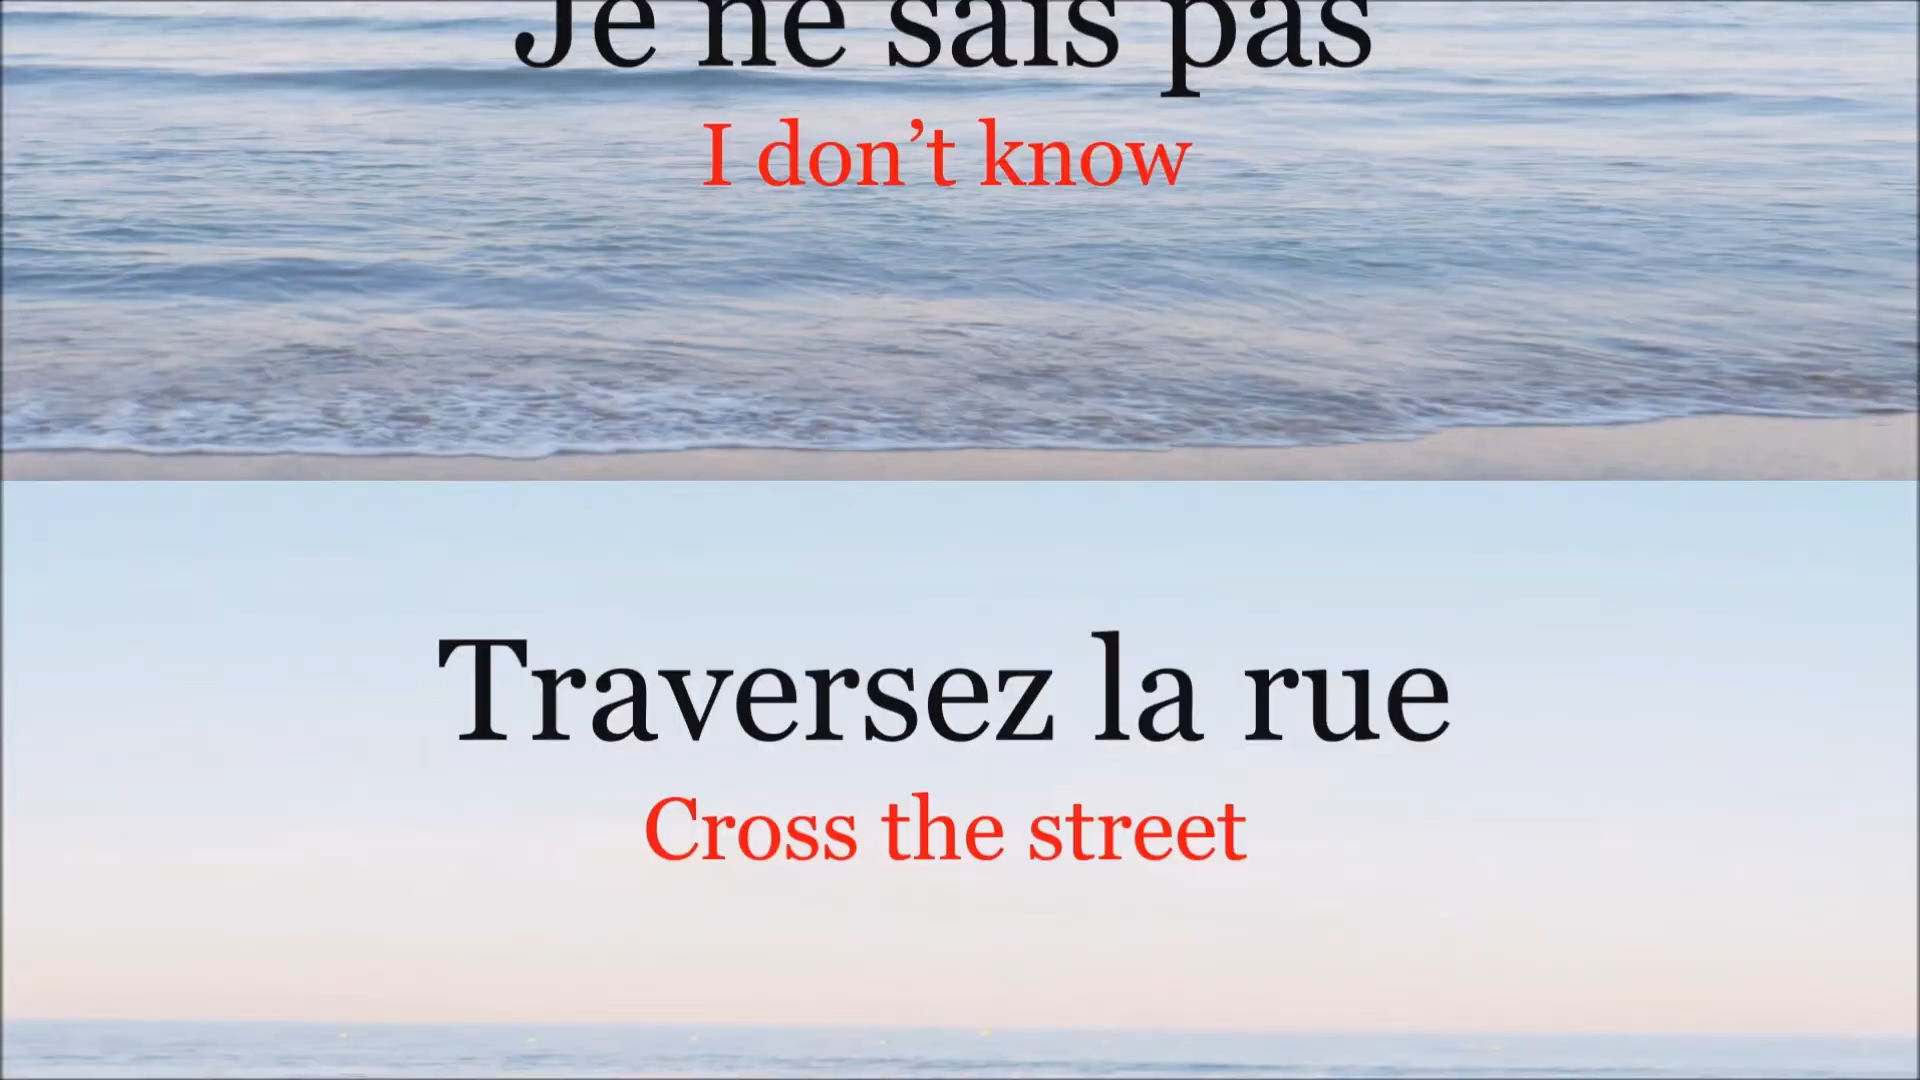 Je ne sais pas
I don’t know
Traversez la rue
Cross the street